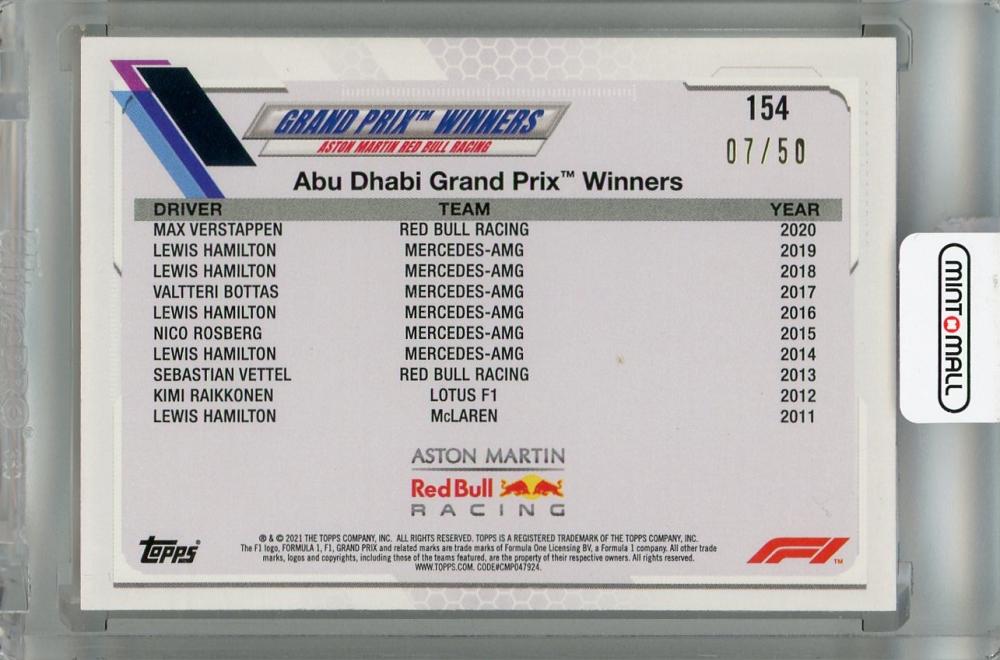 154
07/50
GRAND PRIX™ WINNERS
ASTON MARTIN RED BULL RACING
Abu Dhabi Grand Prix™ Winners
DRIVER TEAM YEAR
MAX VERSTAPPEN RED BULL RACING 2020
LEWIS HAMILTON MERCEDES-AMG 2019
LEWIS HAMILTON MERCEDES-AMG 2018
VALTTERI BOTTAS MERCEDES-AMG 2017
LEWIS HAMILTON MERCEDES-AMG 2016
NICO ROSBERG MERCEDES-AMG 2015
LEWIS HAMILTON MERCEDES-AMG 2014
SEBASTIAN VETTEL RED BULL RACING 2013
KIMI RAIKKONEN LOTUS F1 2012
LEWIS HAMILTON McLAREN 2011
ASTON MARTIN
Red Bull
RACING
Topps®
® & © 2021 THE TOPPS COMPANY, INC. ALL RIGHTS RESERVED. TOPPS IS A REGISTERED TRADEMARK OF THE TOPPS COMPANY, INC.
The F1 logo, FORMULA 1, F1, GRAND PRIX and related marks are trade marks of Formula One Licensing BV, a Formula 1 company. All other trade
marks, logos and copyrights, including those of the teams featured, are the property of their respective owners. All rights reserved.
WWW.TOPPS.COM. CODE#CMP047924.
F1™
MINT MALL